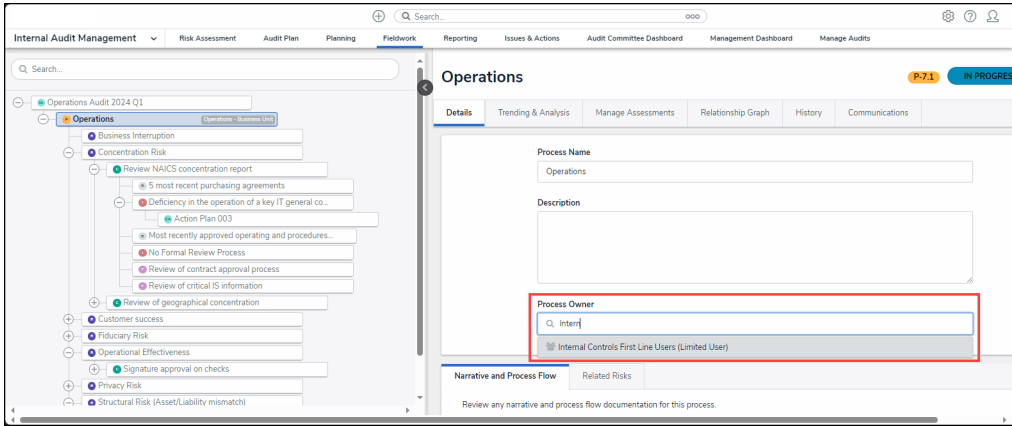 Search...
Internal Audit Management
Risk Assessment
Audit Plan
Planning
Fieldwork
Reporting
Issues & Actions
Audit Committee Dashboard
Management Dashboard
Manage Audits
Search...
Operations Audit 2024 Q1
Operations
Operations - Business Unit
Business Interruption
Concentration Risk
Review NAICS concentration report
5 most recent purchasing agreements
Deficiency in the operation of a key IT general co...
Action Plan 003
Most recently approved operating and procedures...
No Formal Review Process
Review of contract approval process
Review of critical IS information
Review of geographical concentration
Customer success
Fiduciary Risk
Operational Effectiveness
Signature approval on checks
Privacy Risk
Structural Risk (Asset/Liability mismatch)
Operations
P-7.1
IN PROGRES
Details
Trending & Analysis
Manage Assessments
Relationship Graph
History
Communications
Process Name
Operations
Description
Process Owner
Intern
Internal Controls First Line Users (Limited User)
Narrative and Process Flow
Related Risks
Review any narrative and process flow documentation for this process.